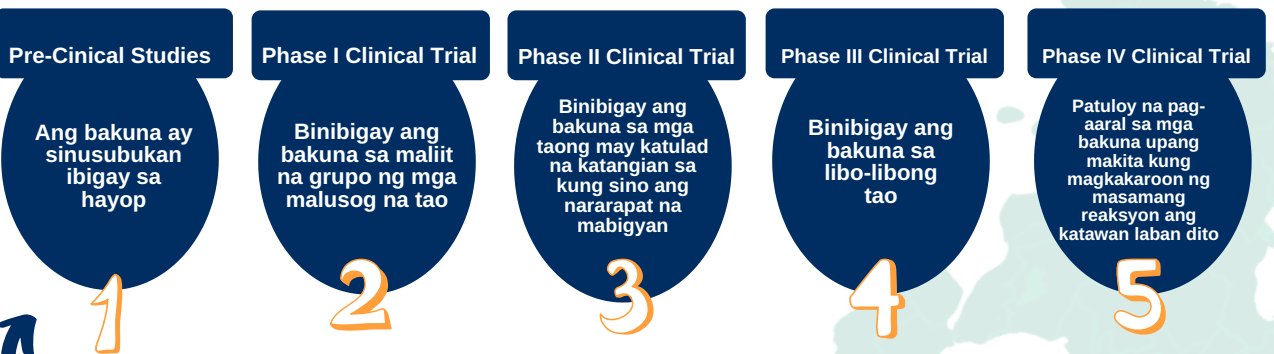 Pre-Cinical Studies
Ang bakuna ay
sinusubukan
ibigay sa
hayop
1
Phase I Clinical Trial
Binibigay ang
bakuna sa maliit
na grupo ng mga
malusog na tao
2
Phase II Clinical Trial
Binibigay ang
bakuna sa mga
taong may katulad
na katangian sa
kung sino ang
nararapat na
mabigyan
3
Phase III Clinical Trial
Binibigay ang
bakuna sa
libo-libong
tao
4
Phase IV Clinical Trial
Patuloy na pag-
aaral sa mga
bakuna upang
makita kung
magkakaroon ng
masamang
reaksyon ang
katawan laban dito
5